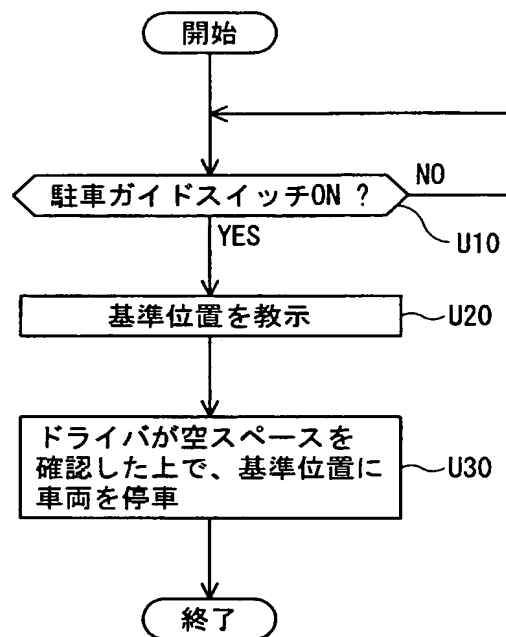 開始
駐車ガイドスイッチON ?
NO
U10
YES
基準位置を教示
U20
ドライバが空スペースを
確認した上で、基準位置に
車両を停車
U30
終了